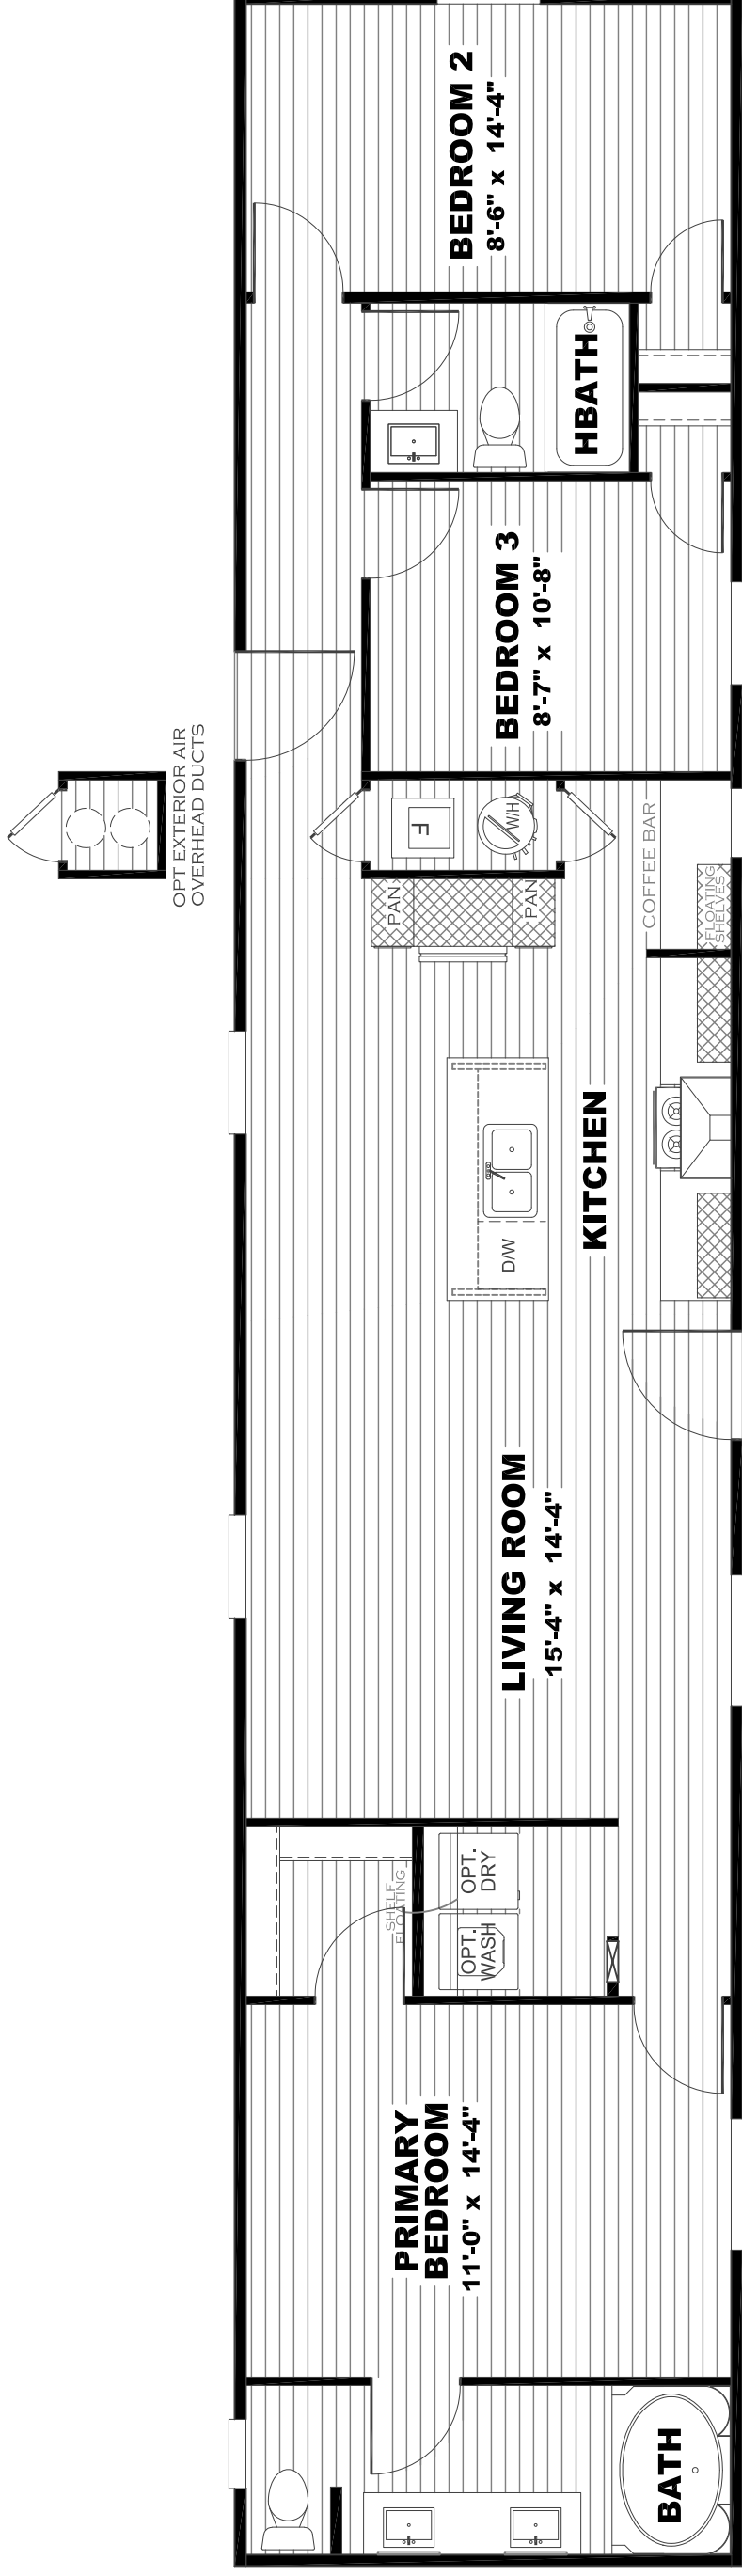 BEDROOM 2
8'-6" x 14'-4"
HBATH
BEDROOM 3
8'-7" x 10'-8"
OPT EXTERIOR AIR
OVERHEAD DUCTS
F
WH
PAN
PAN
COFFEE BAR
FLOATING
SHELVES
KITCHEN
D/W
LIVING ROOM
15'-4" x 14'-4"
SHELF
FLOATING
OPT.
DRY
OPT.
WASH
PRIMARY
BEDROOM
11'-0" x 14'-4"
BATH